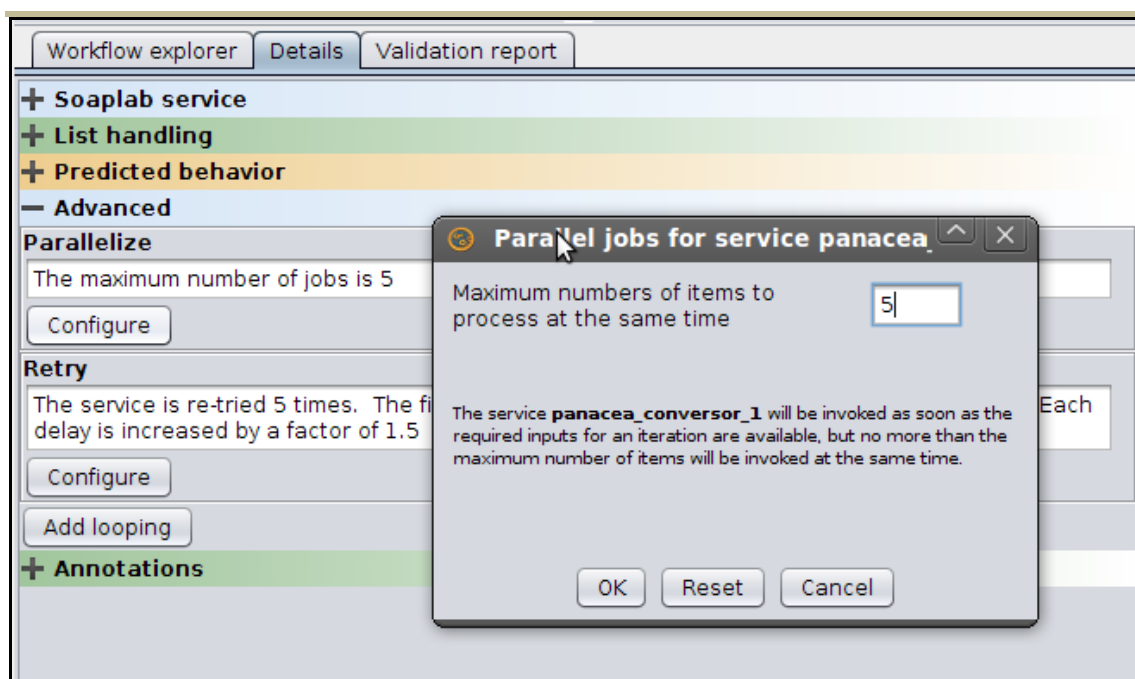 Workflow explorer Details Validation report
+ Soaplab service
+ List handling
+ Predicted behavior
− Advanced
Parallelize
The maximum number of jobs is 5
Configure
Retry
The service is re-tried 5 times. The Each
delay is increased by a factor of 1.5
Configure
Add looping
+ Annotations
Parallel jobs for service panacea_
Maximum numbers of items to
process at the same time
5
The service panacea_conversor_1 will be invoked as soon as the
required inputs for an iteration are available, but no more than the
maximum number of items will be invoked at the same time.
OK Reset Cancel